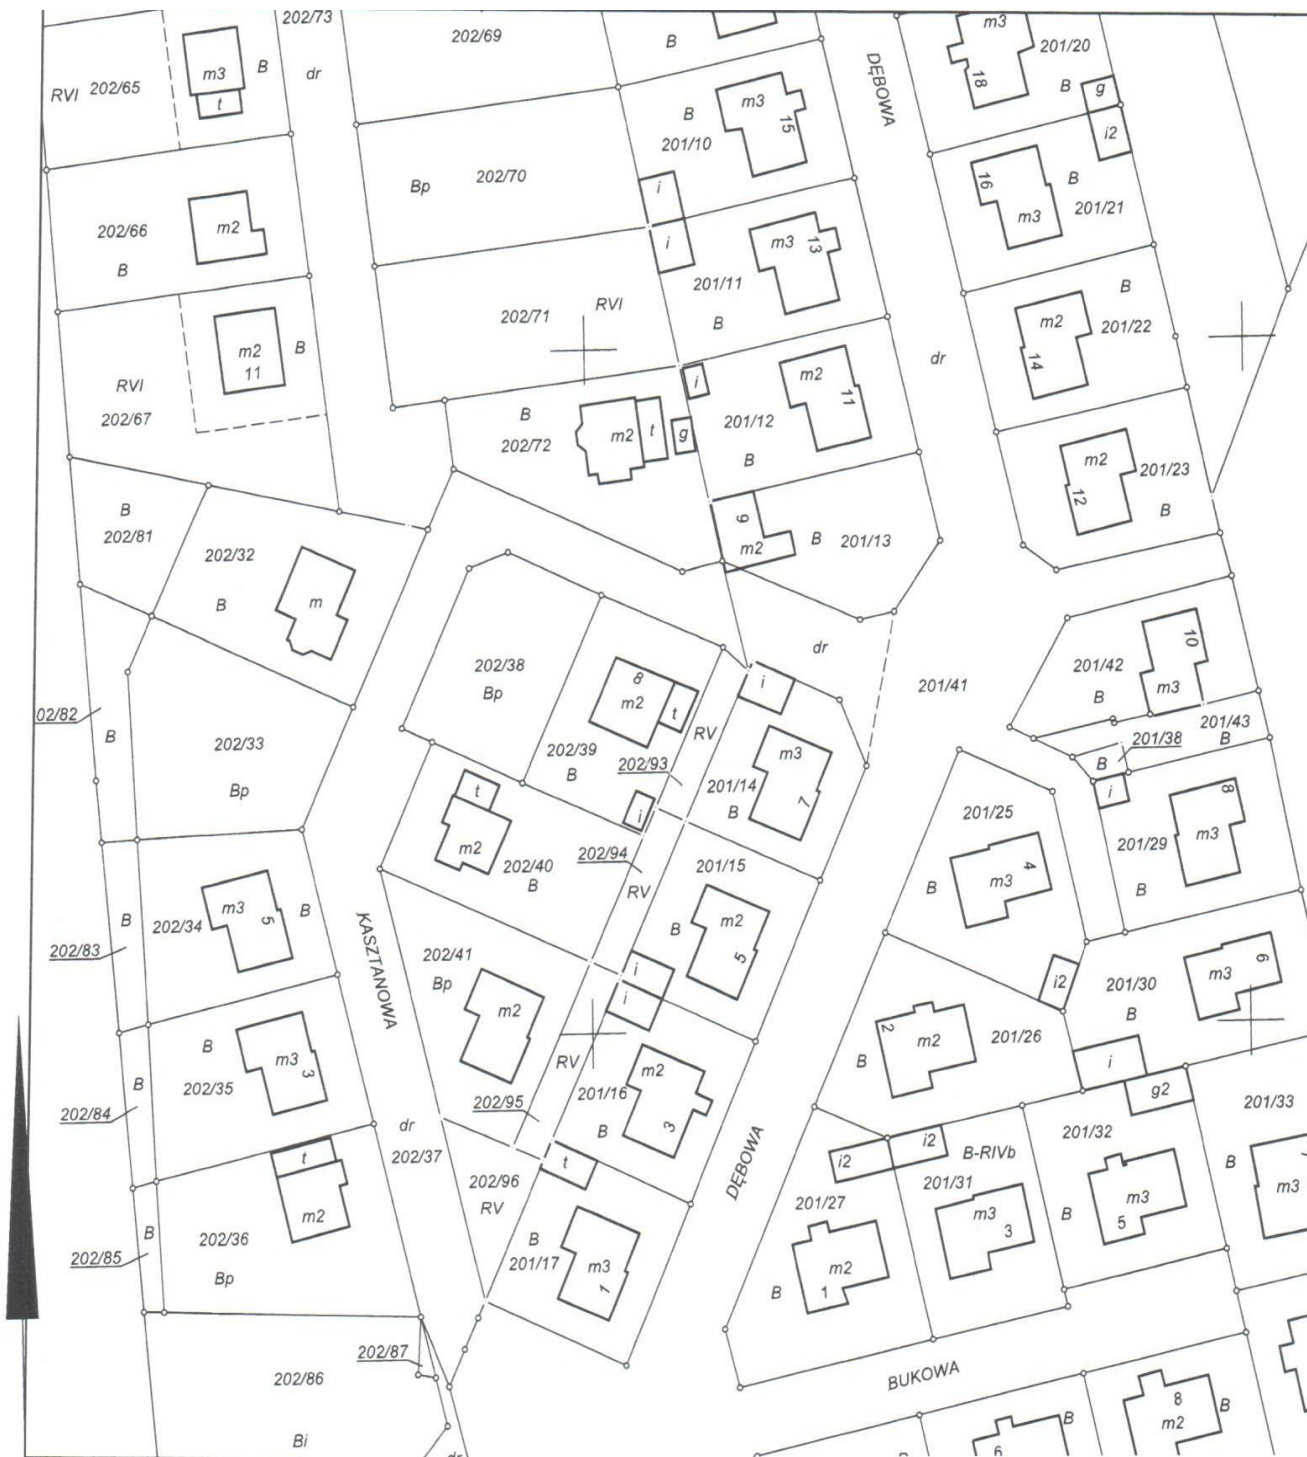 202/73
202/69
B
DĘBOWA
m3
18
201/20
B
g
i2
RVI
202/65
m3
t
B
dr
B
201/10
m3
15
i
Bp
202/70
16
m3
B
201/21
202/66
B
m2
i
201/11
B
m3
13
202/71
RVI
m2
14
B
201/22
RVI
202/67
m2
11
B
dr
B
202/72
m2
t
g
i
201/12
B
m2
11
m2
12
201/23
B
B
202/81
202/32
B
m
9
m2
B
201/13
202/38
Bp
8
m2
t
202/39
B
RV
202/93
i
i
dr
201/41
201/42
B
10
m3
201/43
B
201/38
B
02/82
B
202/33
Bp
201/14
B
m3
7
t
m2
202/40
B
202/94
RV
201/15
B
m2
5
201/25
B
m3
4
i
201/29
B
m3
8
B
202/83
202/34
m3
5
B
KASZTANOWA
202/41
Bp
m2
i
i
i2
201/30
B
m3
6
B
202/84
B
202/35
m3
3
RV
202/95
201/16
B
m2
3
2
m2
B
201/26
i
g2
201/33
B
m3
dr
202/37
t
m2
202/36
Bp
B
202/85
202/96
RV
t
B
201/17
m3
1
DĘBOWA
i2
i2
201/27
B
m2
1
B-RIVb
201/31
m3
3
201/32
B
m3
5
202/86
Bi
202/87
dr
BUKOWA
B
6
B
8
m2
B